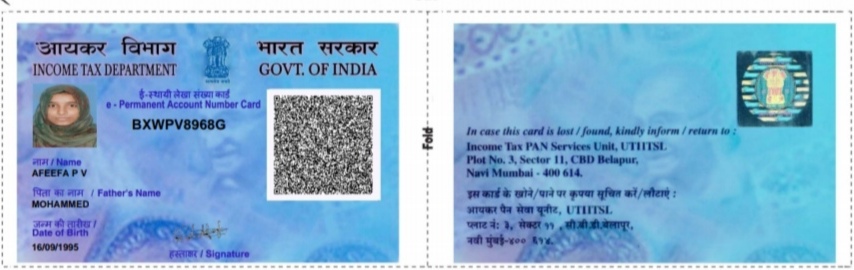 आयकर विभाग
INCOME TAX DEPARTMENT
भारत सरकार
GOVT. OF INDIA
ई-स्थायी लेखा संख्या कार्ड
e - Permanent Account Number Card
BXWPV8968G
नाम / Name
AFEEFA P V
पिता का नाम / Father's Name
MOHAMMED
जन्म की तारीख /
Date of Birth
16/09/1995
हस्ताक्षर / Signature
Fold
In case this card is lost / found, kindly inform / return to :
Income Tax PAN Services Unit, UTIITSL
Plot No. 3, Sector 11, CBD Belapur,
Navi Mumbai - 400 614.
इस कार्ड के खोने/पाने पर कृपया सूचित करें/लौटाएं :
आयकर पैन सेवा यूनीट, UTIITSL
प्लाट नं: ३, सेक्टर ११ , सी.बी.डी.बेलापूर,
नवी मुंबई-४०० ६१४.